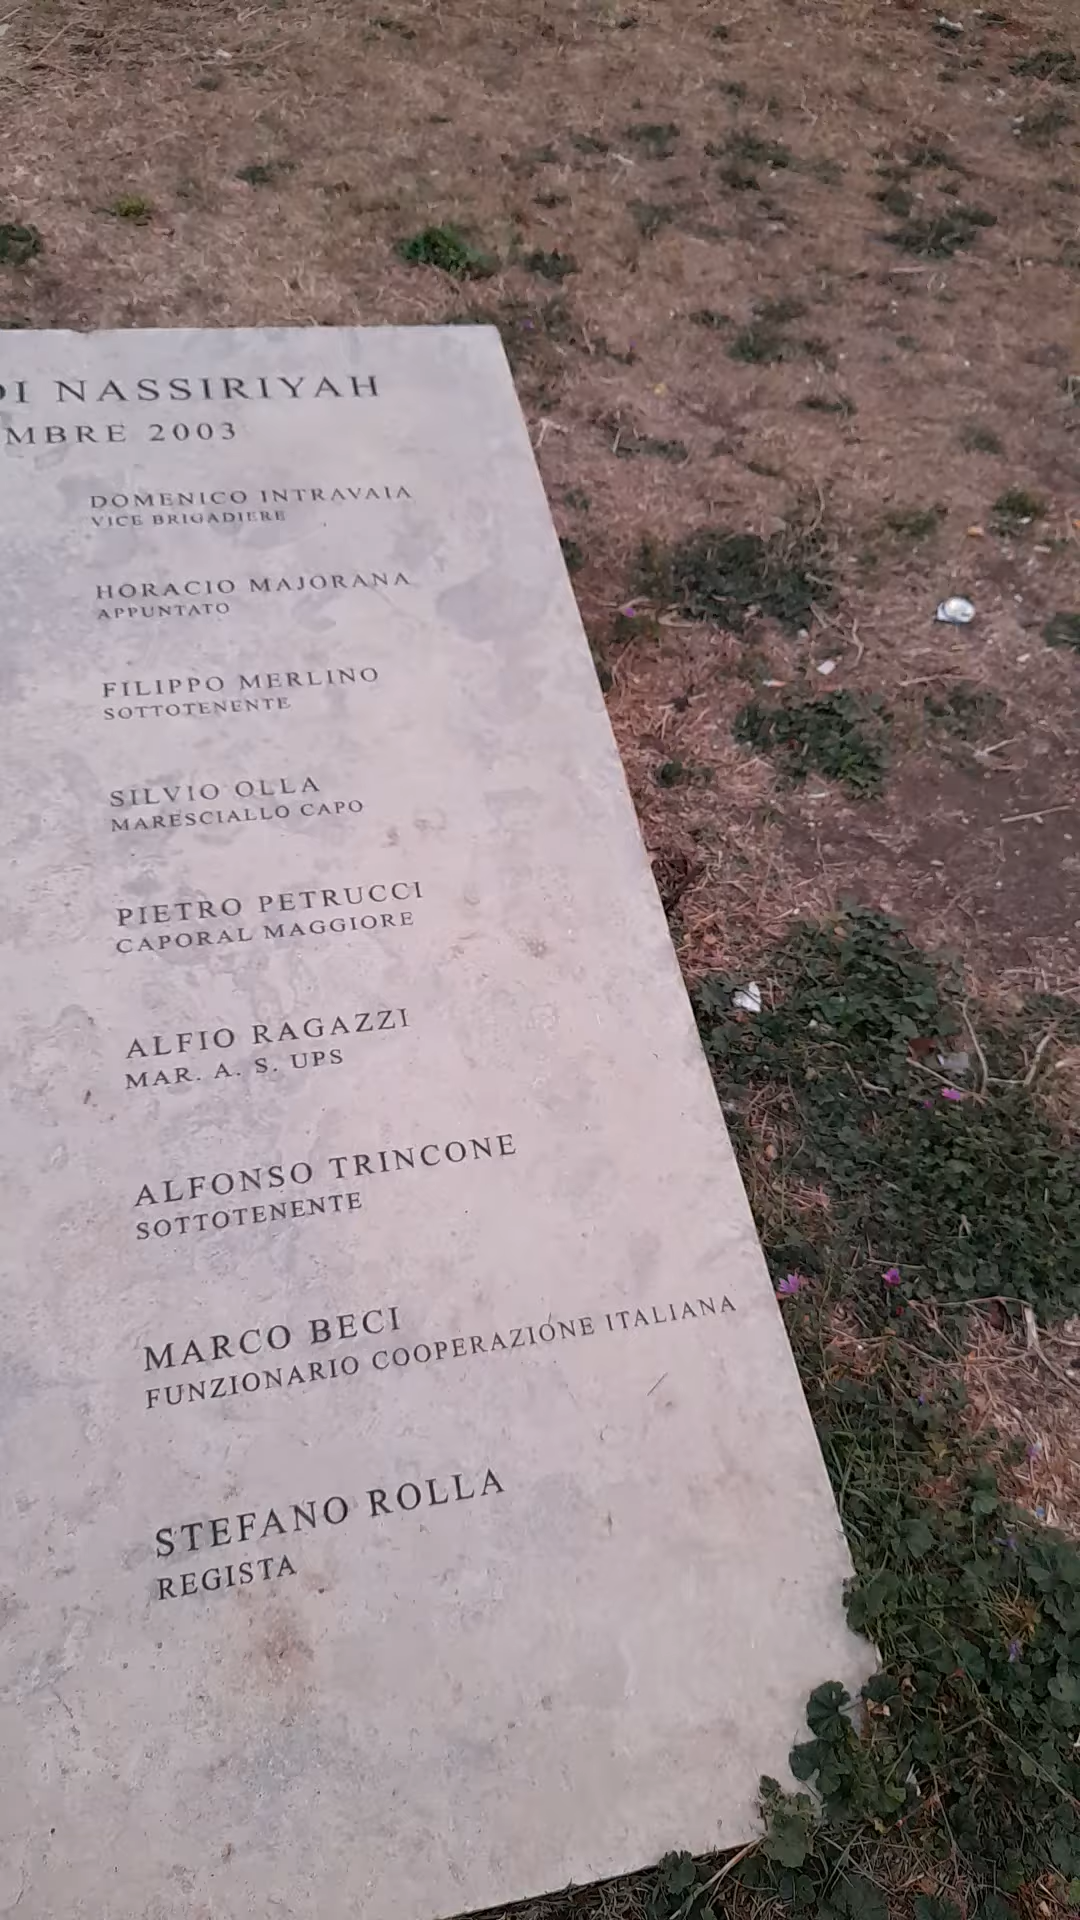 DI NASSIRIYAH
MBRE 2003
DOMENICO INTRAVAIA
VICE BRIGADIERE
HORACIO MAJORANA
APPUNTATO
FILIPPO MERLINO
SOTTOTENENTE
SILVIO OLLA
MARESCIALLO CAPO
PIETRO PETRUCCI
CAPORAL MAGGIORE
ALFIO RAGAZZI
MAR. A. S. UPS
ALFONSO TRINCONE
SOTTOTENENTE
MARCO BECI
FUNZIONARIO COOPERAZIONE ITALIANA
STEFANO ROLLA
REGISTA